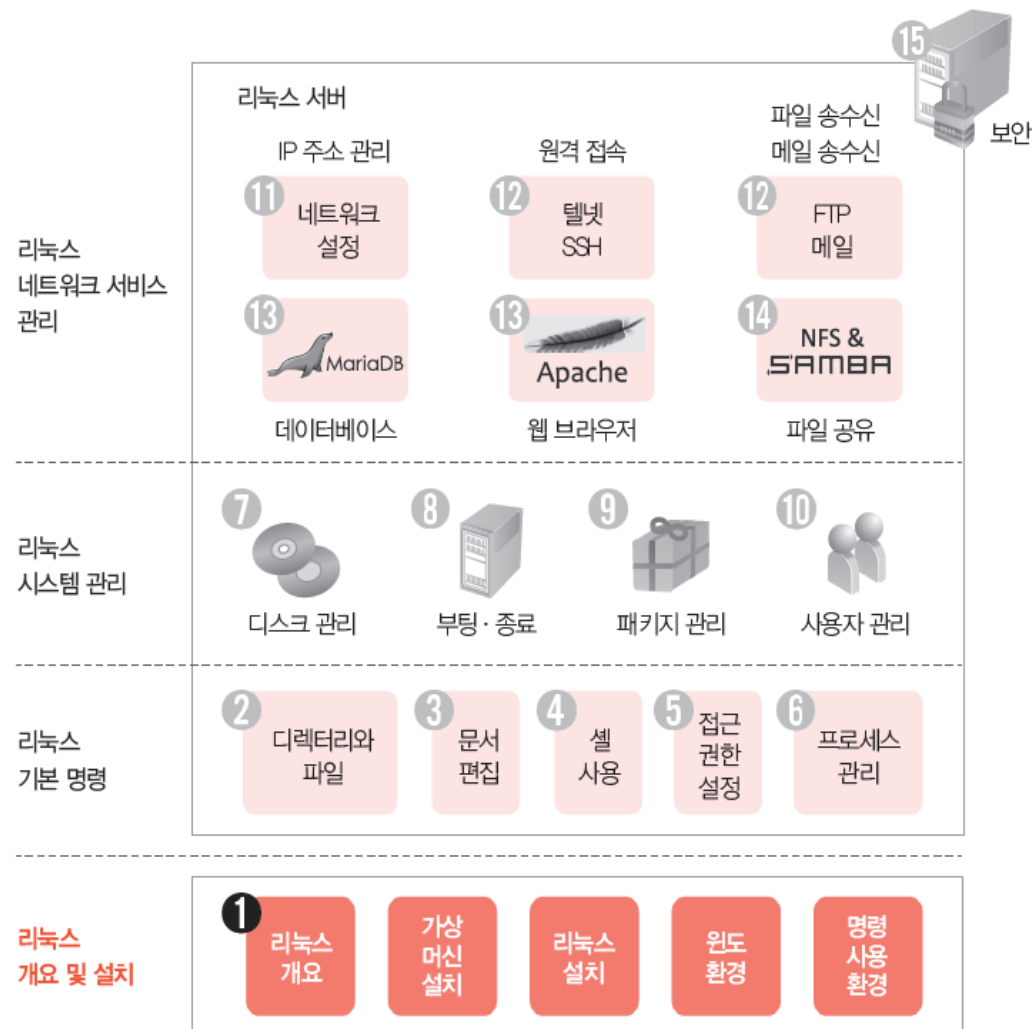 15
보안
리눅스 서버
IP 주소 관리
원격 접속
파일 송수신
메일 송수신
리눅스
네트워크 서비스
관리
11
네트워크
설정
12
텔넷
SSH
12
FTP
메일
13
MariaDB
13
Apache
14
NFS &
SAMBA
데이터베이스
웹 브라우저
파일 공유
리눅스
시스템 관리
7
디스크 관리
8
부팅·종료
9
패키지 관리
10
사용자 관리
리눅스
기본 명령
2
디렉터리와
파일
3
문서
편집
4
셸
사용
5
접근
권한
설정
6
프로세스
관리
리눅스
개요 및 설치
1
리눅스
개요
가상
머신
설치
리눅스
설치
윈도
환경
명령
사용
환경